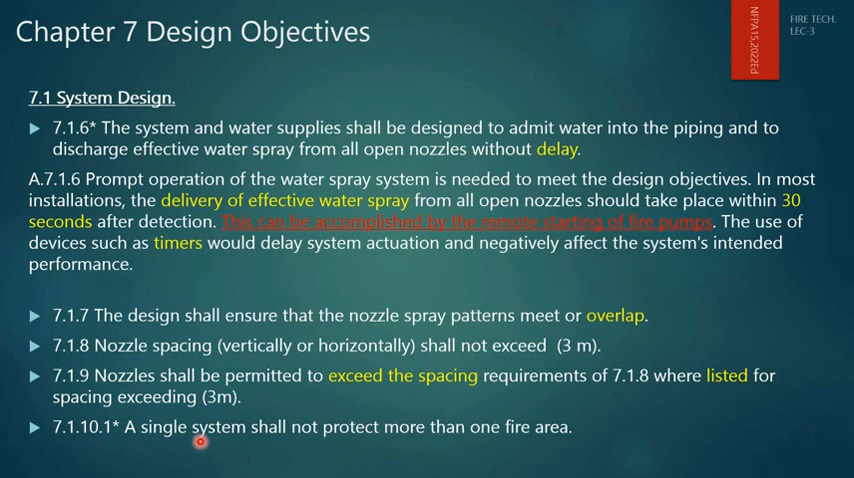 Chapter 7 Design Objectives
NFPA15,2022Ed
FIRE TECH.
LEC-3
7.1 System Design.
7.1.6* The system and water supplies shall be designed to admit water into the piping and to
discharge effective water spray from all open nozzles without delay.
A.7.1.6 Prompt operation of the water spray system is needed to meet the design objectives. In most
installations, the delivery of effective water spray from all open nozzles should take place within 30
seconds after detection. This can be accomplished by the remote starting of fire pumps. The use of
devices such as timers would delay system actuation and negatively affect the system's intended
performance.
7.1.7 The design shall ensure that the nozzle spray patterns meet or overlap.
7.1.8 Nozzle spacing (vertically or horizontally) shall not exceed (3 m).
7.1.9 Nozzles shall be permitted to exceed the spacing requirements of 7.1.8 where listed for
spacing exceeding (3m).
7.1.10.1* A single system shall not protect more than one fire area.